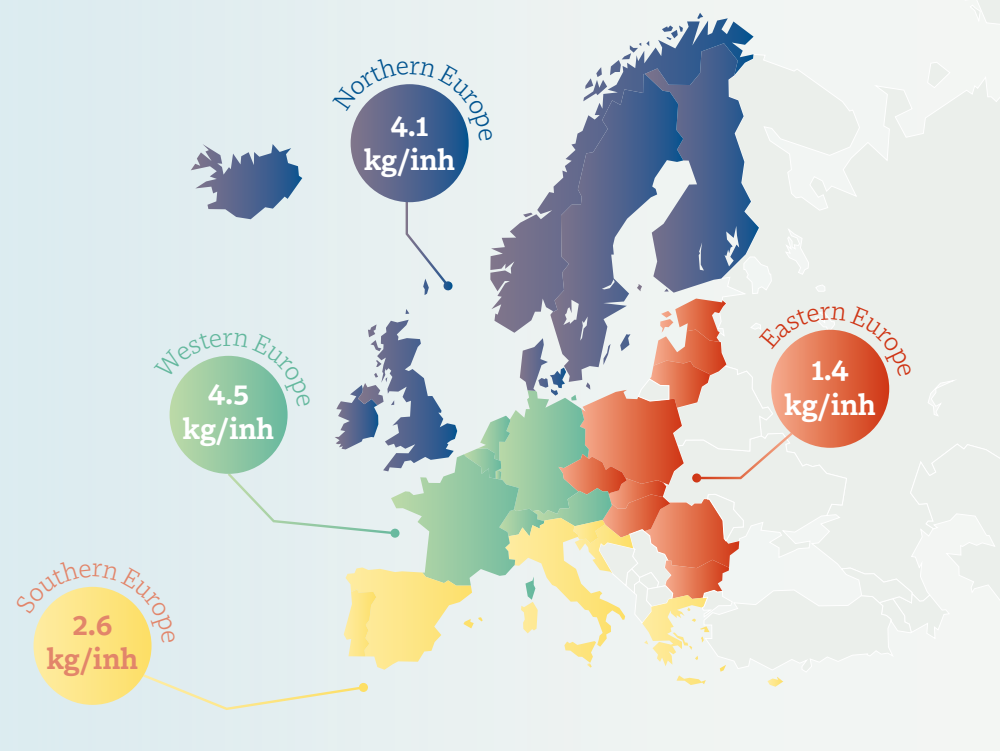 Northern Europe
4.1
kg/inh
Western Europe
4.5
kg/inh
Eastern Europe
1.4
kg/inh
Southern Europe
2.6
kg/inh